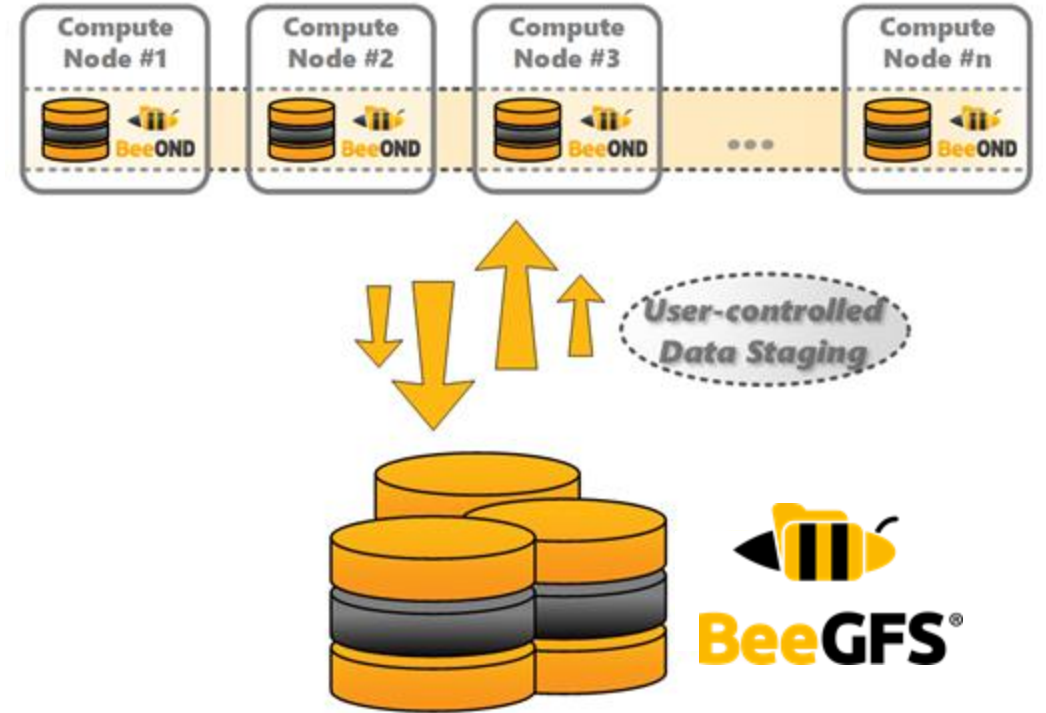 Compute
Node #1
Compute
Node #2
Compute
Node #3
Compute
Node #n
BeeOND
BeeOND
BeeOND
...
BeeOND
User-controlled
Data Staging
BeeGFS®